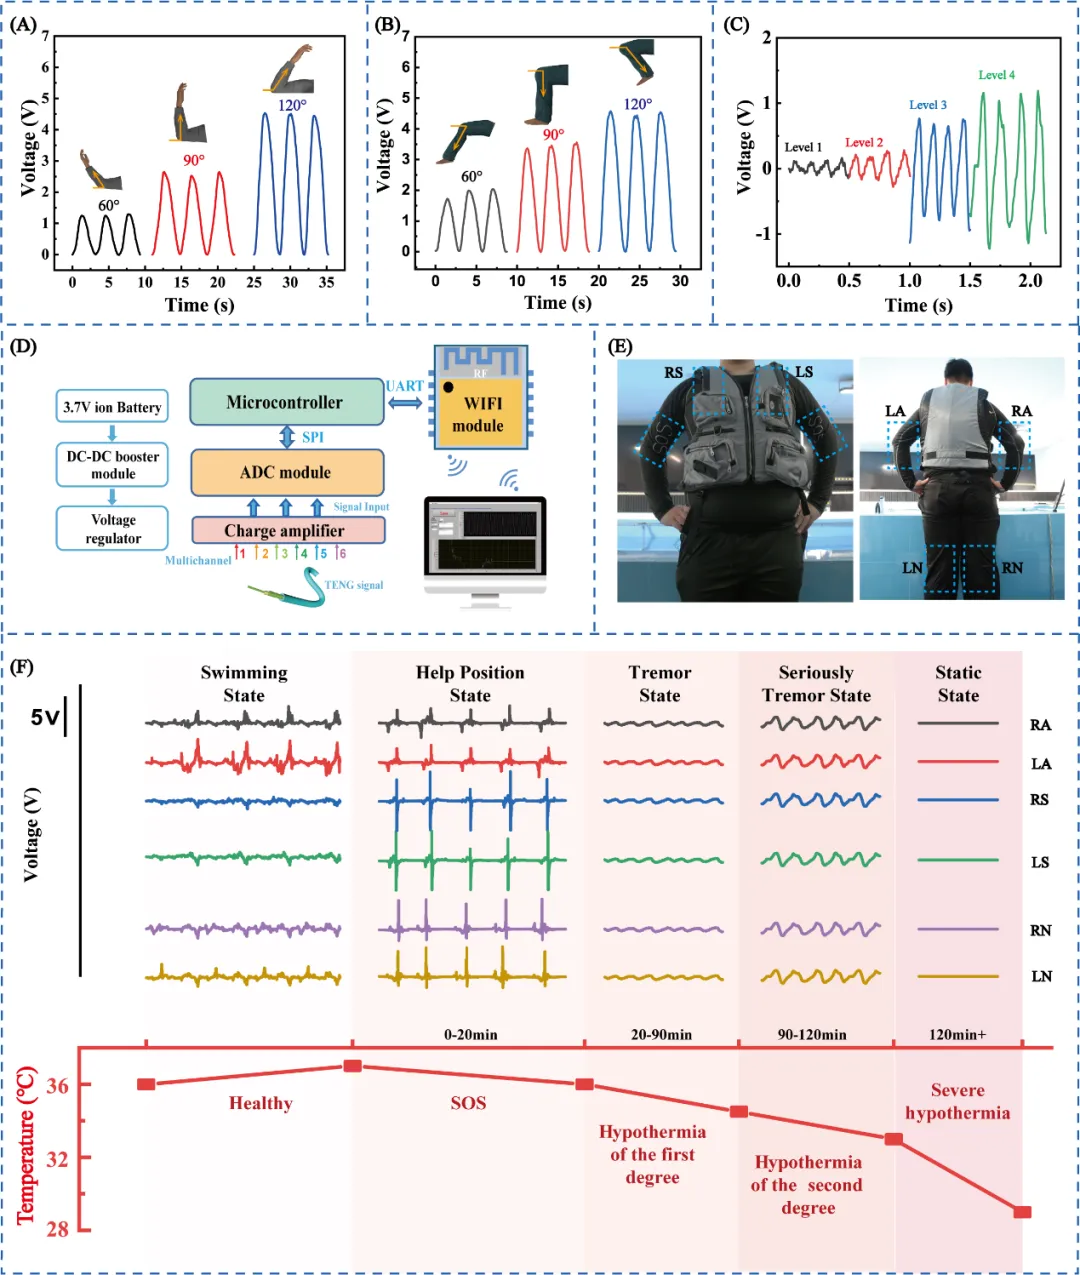 (A)
7
6
5
4
3
2
1
0
Voltage (V)
60°
90°
120°
0 5 10 15 20 25 30 35
Time (s)
(B)
7
6
5
4
3
2
1
0
Voltage (V)
60°
90°
120°
0 5 10 15 20 25 30
Time (s)
(C)
2
1
0
-1
Voltage (V)
Level 1
Level 2
Level 3
Level 4
0.0 0.5 1.0 1.5 2.0
Time (s)
(D)
3.7V ion Battery
DC-DC booster
module
Voltage
regulator
Microcontroller
SPI
ADC module
Signal Input
Charge amplifier
Multichannel
1 2 3 4 5 6
TENG signal
UART
RF
WIFI
module
(E)
RS
LS
SOS
LA
RA
LN
RN
(F)
5V
Voltage (V)
Swimming
State
Help Position
State
Tremor
State
Seriously
Tremor State
Static
State
RA
LA
RS
LS
RN
LN
0-20min
20-90min
90-120min
120min+
Temperature (℃)
36
32
28
Healthy
SOS
Hypothermia
of the first
degree
Hypothermia
of the second
degree
Severe
hypothermia